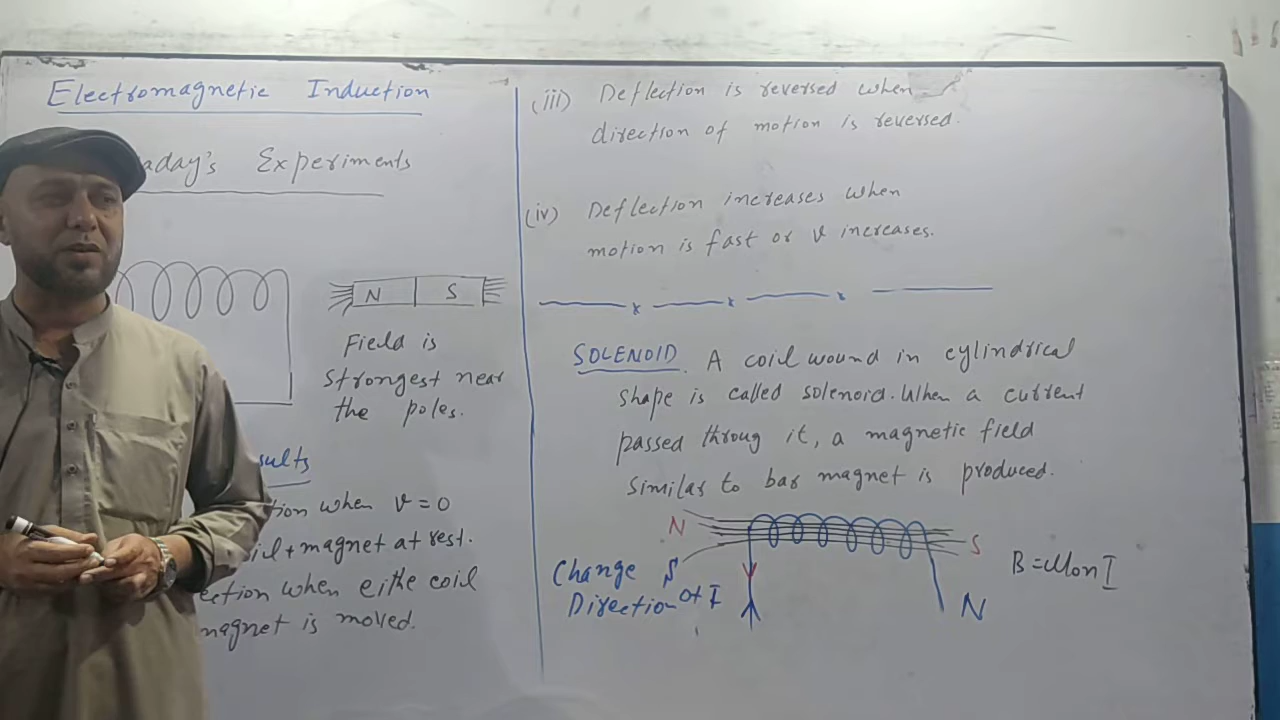 Electromagnetic Induction
aday's Experiments
N S
Field is
strongest near
the poles.
sults
tion when v = 0
il + magnet at rest.
ection when eithe coil
magnet is moved.
(iii) Deflection is reversed when
direction of motion is reversed.
(iv) Deflection increases when
motion is fast or v increases.
SOLENOID. A coil wound in cylindrical
shape is called solenoid. When a current
passed throug it, a magnetic field
similar to bar magnet is produced.
N S
Change S
Direction of I
N
B = μonI